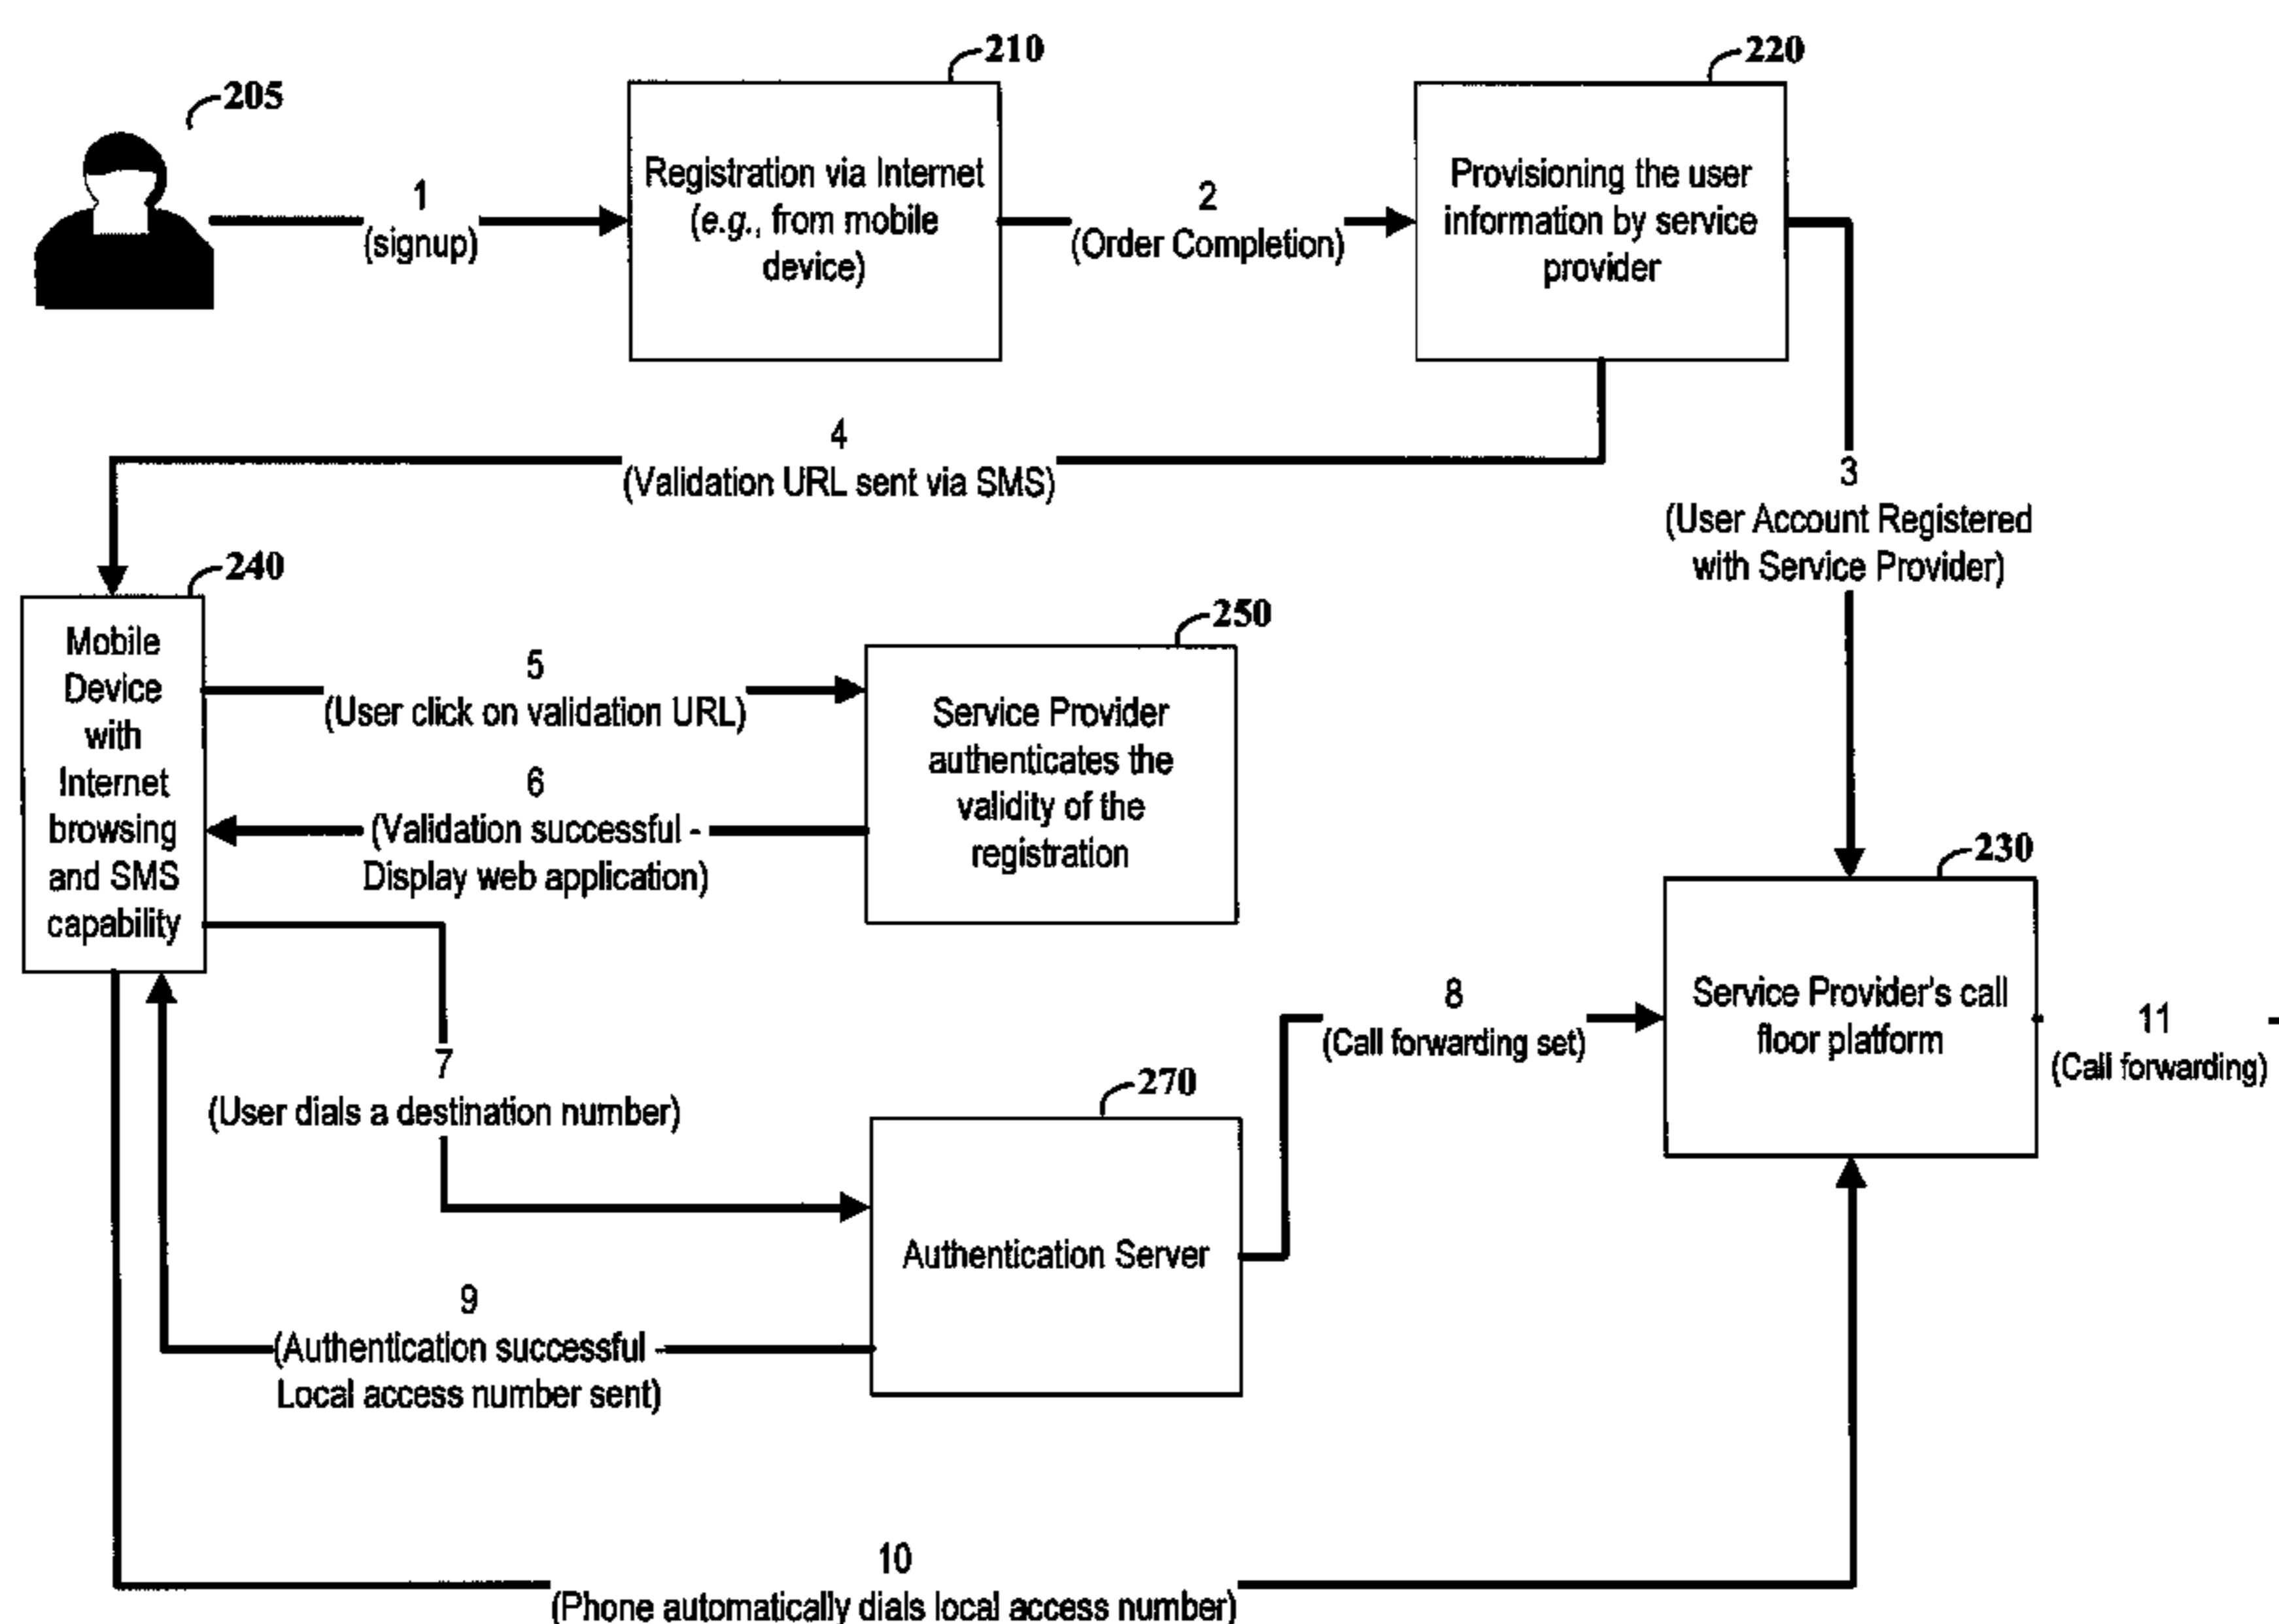 205
210
220
1
(signup)
Registration via Internet
(e.g., from mobile
device)
2
(Order Completion)
Provisioning the user
information by service
provider
4
(Validation URL sent via SMS)
3
(User Account Registered
with Service Provider)
240
Mobile
Device
with
Internet
browsing
and SMS
capability
5
(User click on validation URL)
250
Service Provider
authenticates the
validity of the
registration
6
(Validation successful -
Display web application)
230
Service Provider's call
floor platform
7
(User dials a destination number)
8
(Call forwarding set)
11
(Call forwarding)
270
Authentication Server
9
(Authentication successful -
Local access number sent)
10
(Phone automatically dials local access number)